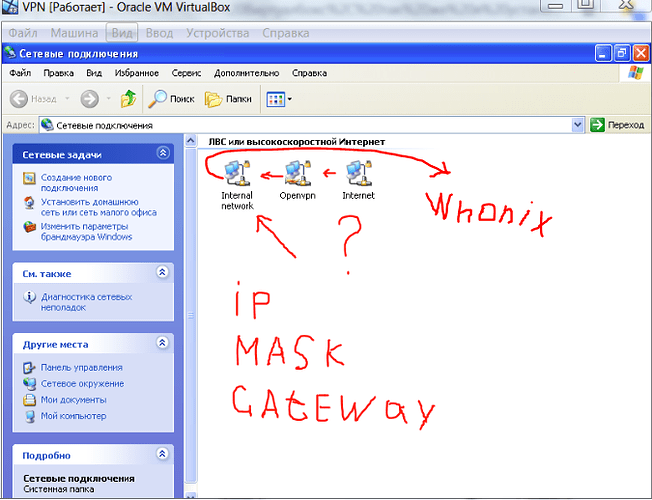 VPN [Работает] - Oracle VM VirtualBox
Файл Машина Вид Ввод Устройства Справка
Сетевые подключения
Файл Правка Вид Избранное Сервис Дополнительно Справка
Назад Поиск Папки
Адрес: Сетевые подключения Переход
Сетевые задачи
Создание нового
подключения
Установить домашнюю
сеть или сеть малого офиса
Изменить параметры
брандмауэра Windows
См. также
Диагностика сетевых
неполадок
Другие места
Панель управления
Сетевое окружение
Мои документы
Мой компьютер
Подробно
Сетевые подключения
Системная папка
ЛВС или высокоскоростной Интернет
Internal
network
Openvpn
Internet
Whonix
?
iP
MASK
GAtEWay